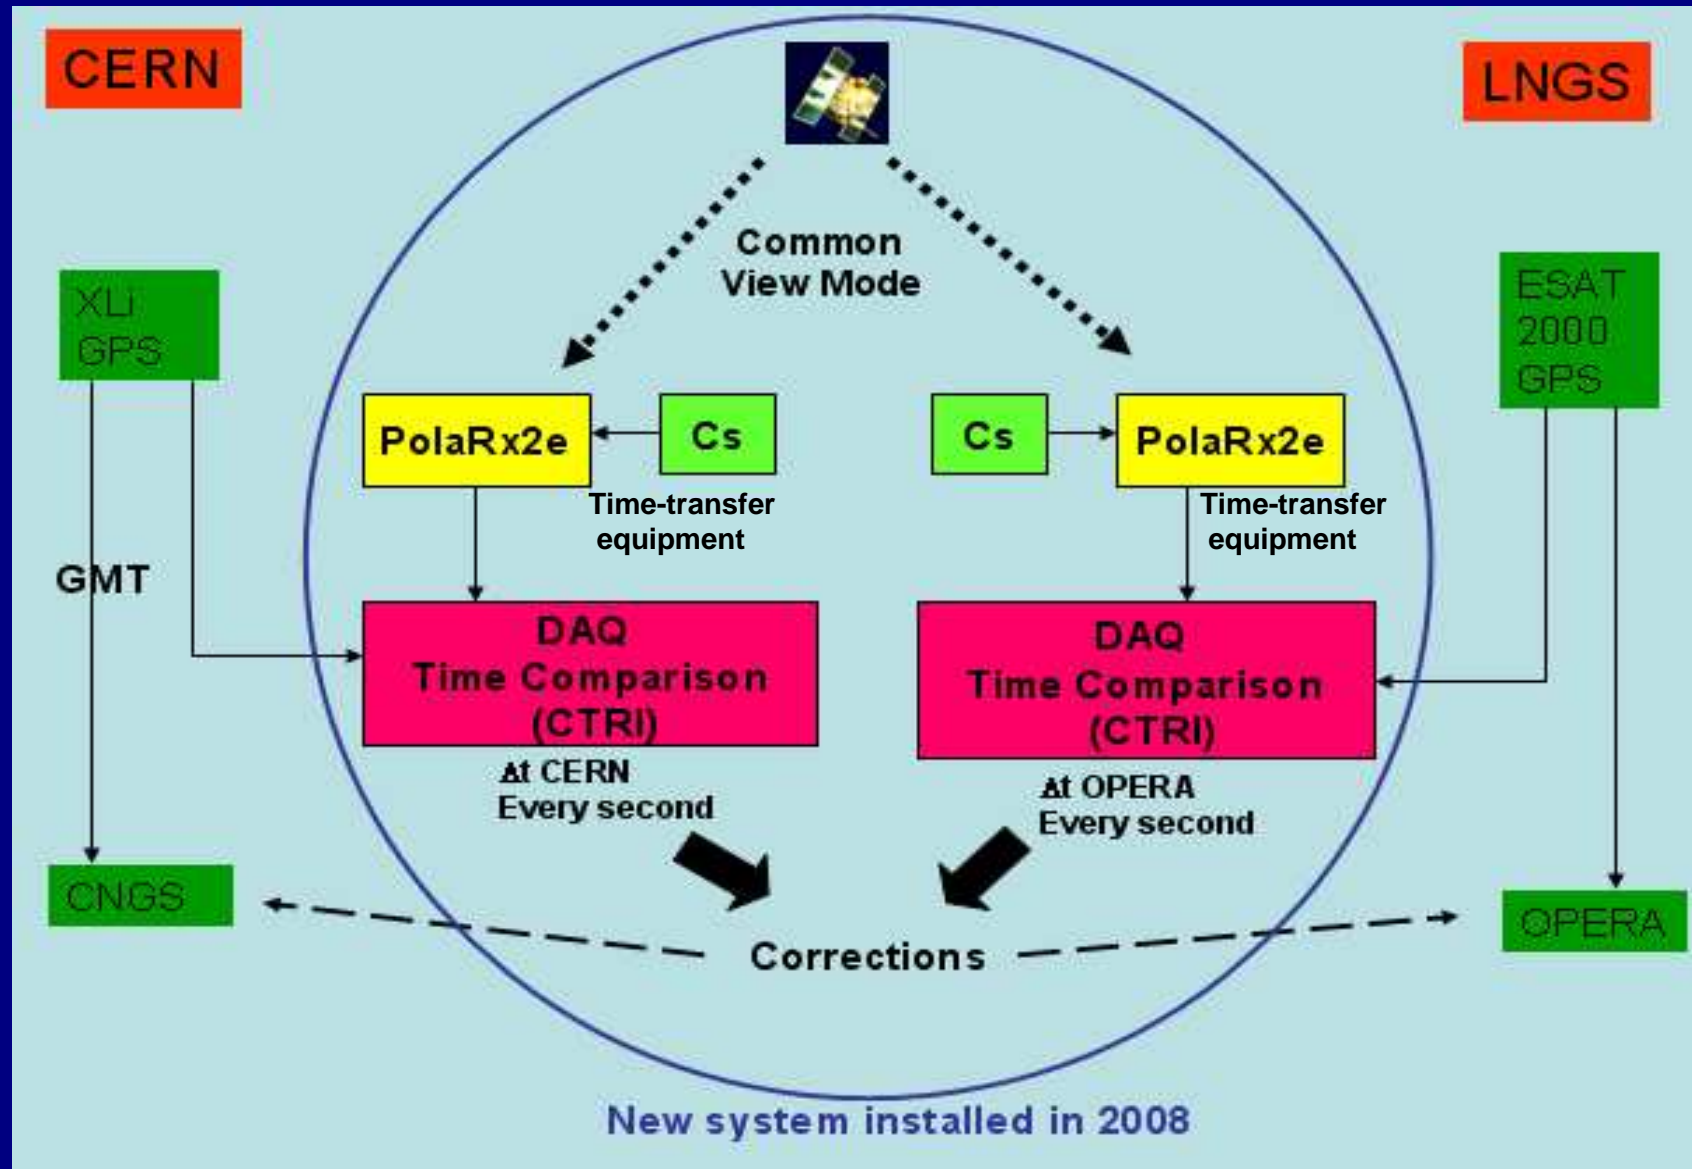 CERN
LNGS
Common
View Mode
XLi
GPS
ESAT
2000
GPS
PolaRx2e
Cs
Cs
PolaRx2e
Time-transfer
equipment
Time-transfer
equipment
GMT
DAQ
Time Comparison
(CTRI)
DAQ
Time Comparison
(CTRI)
Δt CERN
Every second
Δt OPERA
Every second
CNGS
OPERA
Corrections
New system installed in 2008